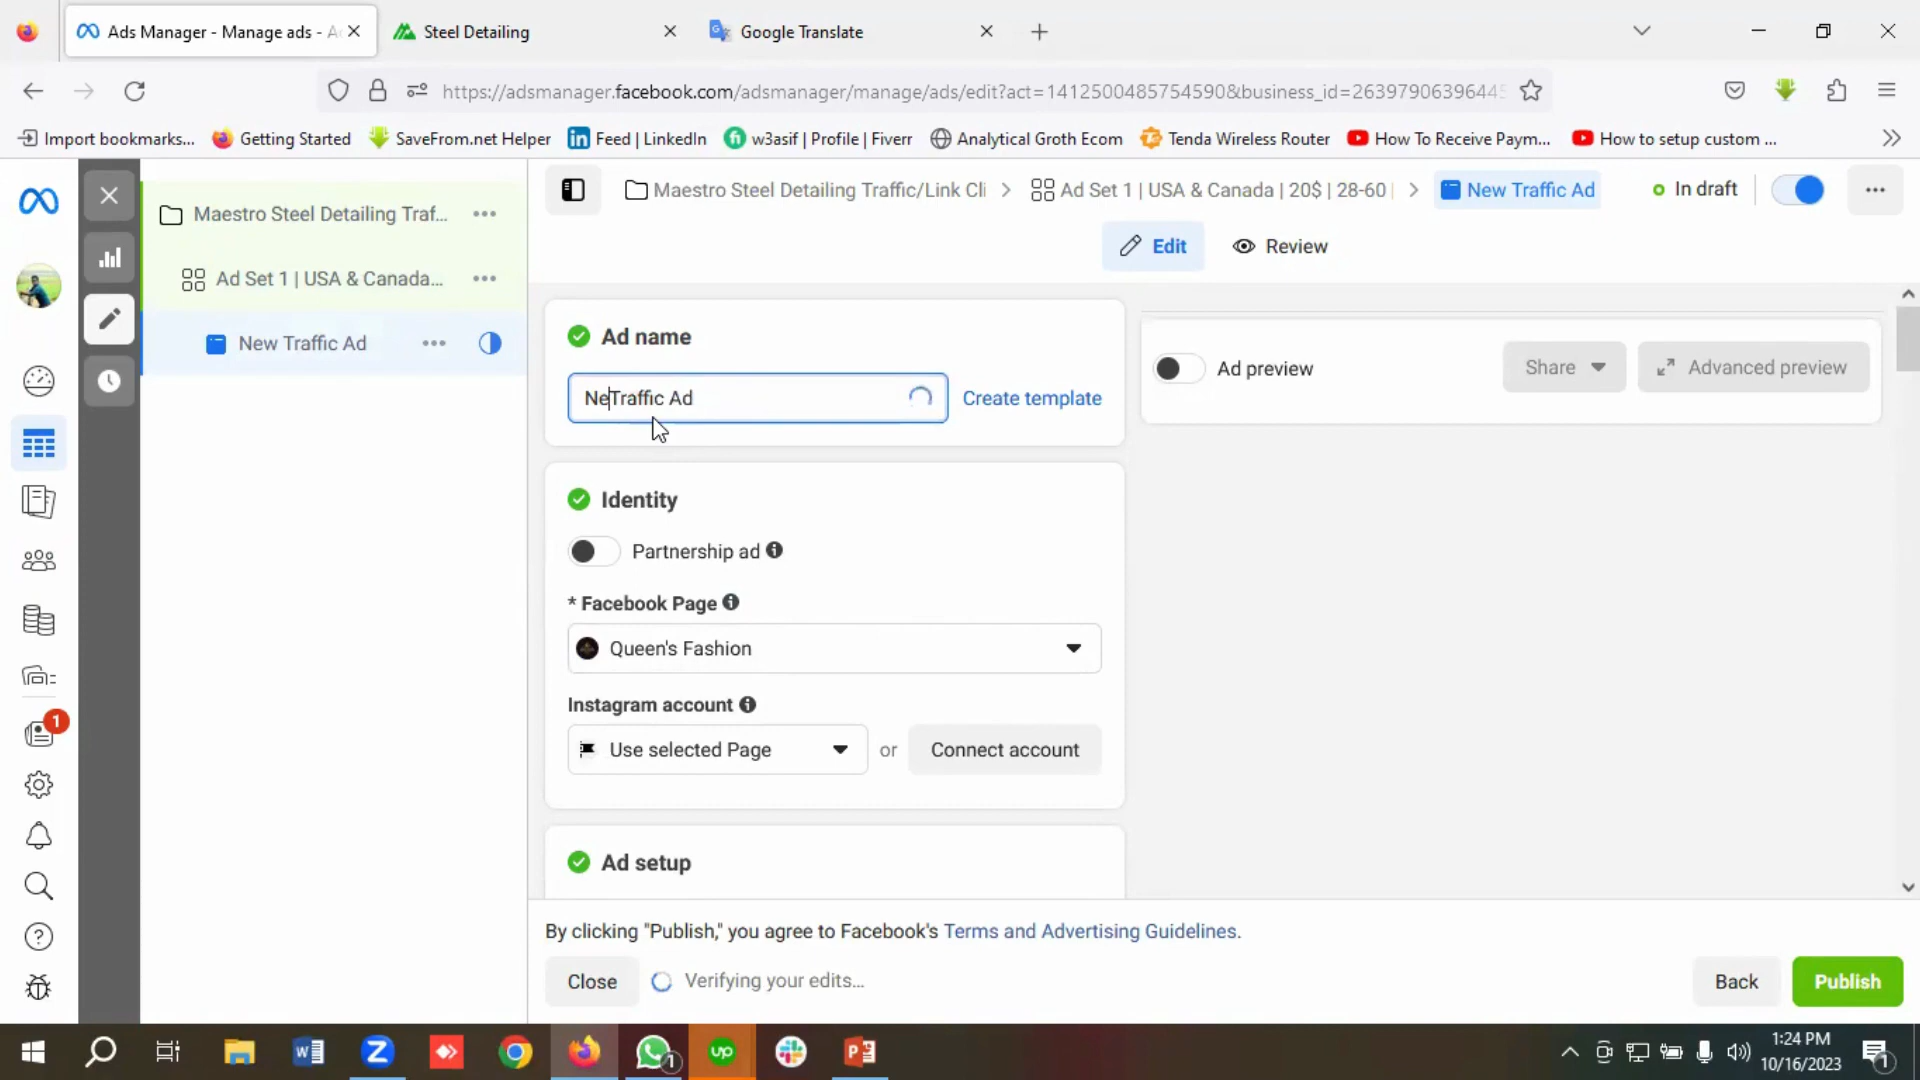 Ads Manager - Manage ads - A
Steel Detailing
Google Translate
https://adsmanager.facebook.com/adsmanager/manage/ads/edit?act=1412500485754590&business_id=26397906396445
Import bookmarks...
Getting Started
SaveFrom.net Helper
Feed | LinkedIn
w3asif | Profile | Fiverr
Analytical Groth Ecom
Tenda Wireless Router
How To Receive Paym...
How to setup custom ...
Maestro Steel Detailing Traf...
Ad Set 1 | USA & Canada...
New Traffic Ad
Maestro Steel Detailing Traffic/Link Cli
Ad Set 1 | USA & Canada | 20$ | 28-60 |
New Traffic Ad
In draft
Edit
Review
Ad name
NeTraffic Ad
Create template
Ad preview
Share
Advanced preview
Identity
Partnership ad
* Facebook Page
Queen's Fashion
Instagram account
Use selected Page
or
Connect account
Ad setup
By clicking "Publish," you agree to Facebook's Terms and Advertising Guidelines.
Close
Verifying your edits...
Back
Publish
1
1
1:24 PM
10/16/2023
1